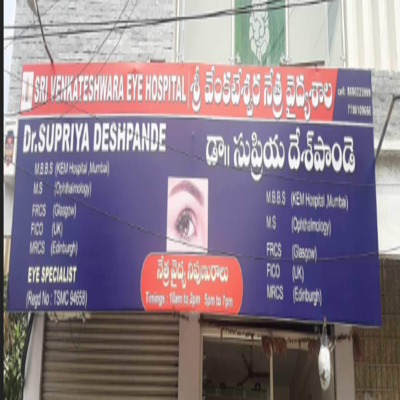 SRI VENKATESHWARA EYE HOSPITAL శ్రీ వేంకటేశ్వర నేత్ర వైద్యశాల
Dr.SUPRIYA DESHPANDE
M.B.B.S (KEM Hospital, Mumbai)
M.S (Ophthalmology)
FRCS (Glasgow)
FICO (UK)
MRCS (Edinburgh)
EYE SPECIALIST
(Regd No : TSMC 94658)
డా॥ సుప్రియ దేశ్‌పాండె
M.B.B.S (KEM Hospital, Mumbai)
M.S (Ophthalmology)
FRCS (Glasgow)
FICO (UK)
MRCS (Edinburgh)
నేత్ర వైద్య నిపుణురాలు
Timings : 10am to 2pm 5pm to 7pm